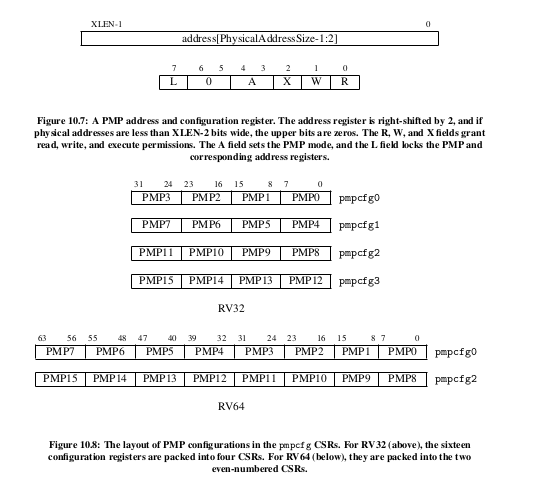 XLEN-1 0
address[PhysicalAddressSize-1:2]
7 6 5 4 3 2 1 0
L 0 A X W R
Figure 10.7: A PMP address and configuration register. The address register is right-shifted by 2, and if
physical addresses are less than XLEN-2 bits wide, the upper bits are zeros. The R, W, and X fields grant
read, write, and execute permissions. The A field sets the PMP mode, and the L field locks the PMP and
corresponding address registers.
31 24 23 16 15 8 7 0
PMP3 PMP2 PMP1 PMP0 pmpcfg0
PMP7 PMP6 PMP5 PMP4 pmpcfg1
PMP11 PMP10 PMP9 PMP8 pmpcfg2
PMP15 PMP14 PMP13 PMP12 pmpcfg3
RV32
63 56 55 48 47 40 39 32 31 24 23 16 15 8 7 0
PMP7 PMP6 PMP5 PMP4 PMP3 PMP2 PMP1 PMP0 pmpcfg0
PMP15 PMP14 PMP13 PMP12 PMP11 PMP10 PMP9 PMP8 pmpcfg2
RV64
Figure 10.8: The layout of PMP configurations in the pmpcfg CSRs. For RV32 (above), the sixteen
configuration registers are packed into four CSRs. For RV64 (below), they are packed into the two
even-numbered CSRs.